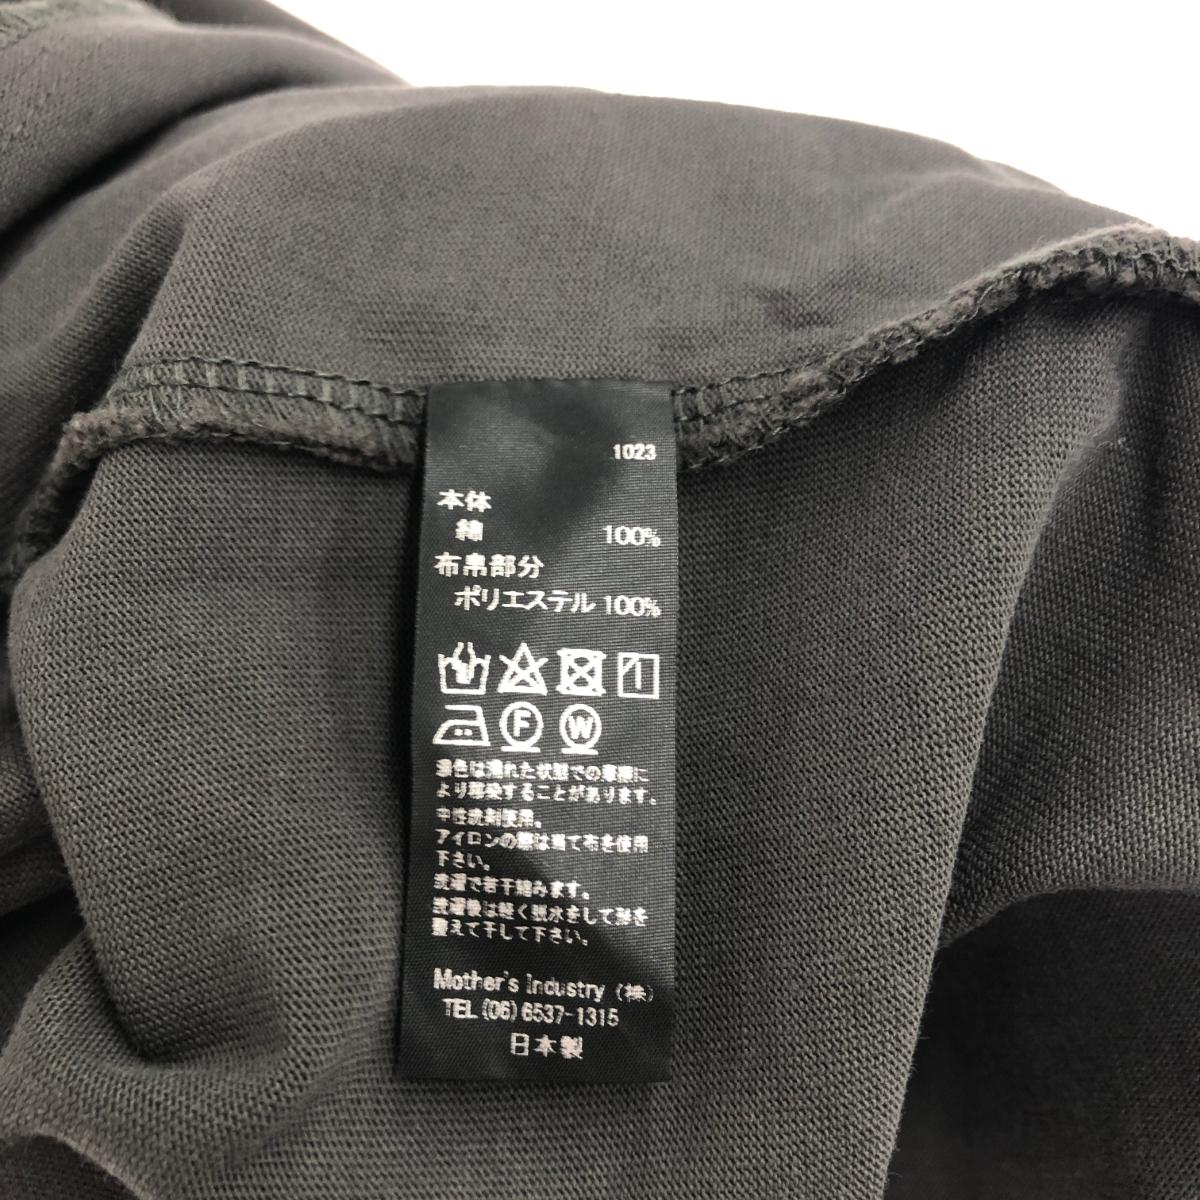 1023
本体
綿 100%
布帛部分
ポリエステル 100%
F W
濃色は濡れた状態での摩擦に
より移染することがあります。
中性洗剤使用。
アイロンの際は当て布を使用
下さい。
洗濯で若干縮みます。
洗濯後は軽く脱水をして形を
整えて干して下さい。
Mother's Industry (株)
TEL (06) 6537-1315
日本製